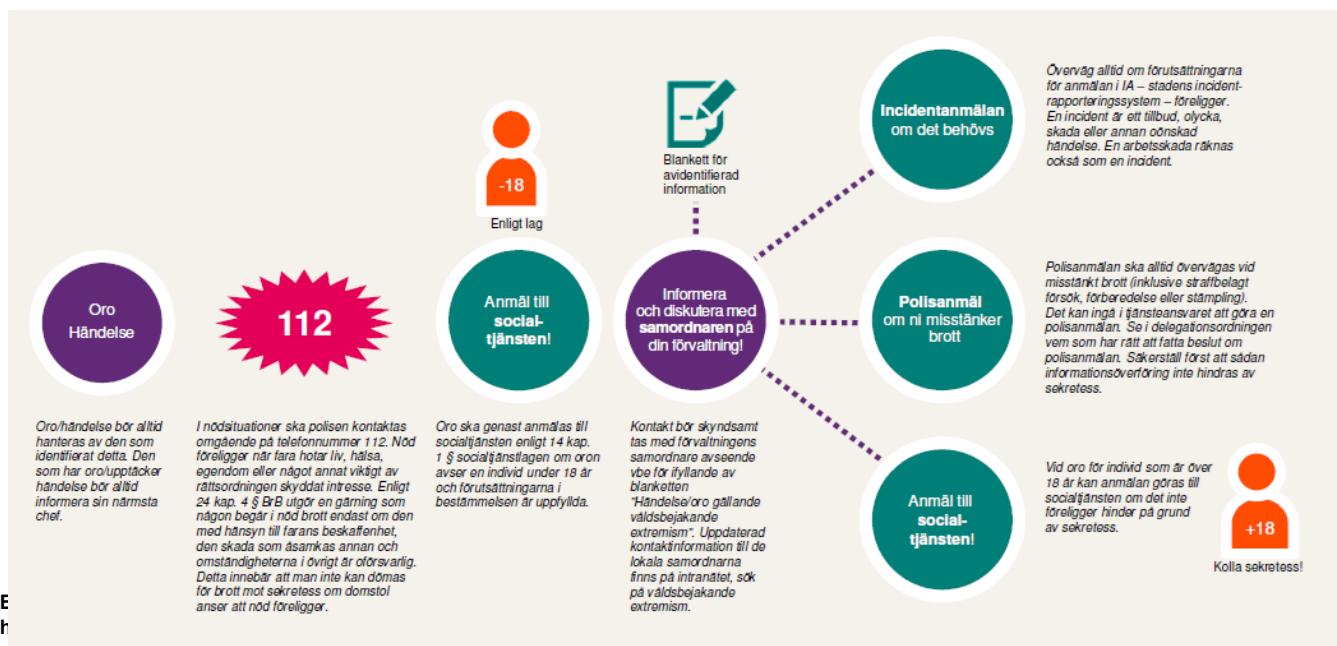 Oro
Händelse
Oro/händelse bör alltid
hanteras av den som
identifierat detta. Den
som har oro/upptäcker
händelse bör alltid
informera sin närmsta
chef.
112
I nödsituationer ska polisen kontaktas
omgående på telefonnummer 112. Nöd
föreligger när fara hotar liv, hälsa,
egendom eller något annat viktigt av
rättsordningen skyddat intresse. Enligt
24 kap. 4 § BrB utgör en gärning som
någon begår i nöd brott endast om den
med hänsyn till farans beskaffenhet,
den skada som åsamkas annan och
omständigheterna i övrigt är oförsvarlig.
Detta innebär att man inte kan dömas
för brott mot sekretess om domstol
anser att nöd föreligger.
-18
Enligt lag
Anmäl till
social-
tjänsten!
Oro ska genast anmälas till
socialtjänsten enligt 14 kap.
1 § socialtjänstlagen om oron
avser en individ under 18 år
och förutsättningarna i
bestämmelsen är uppfyllda.
Blankett för
avidentifierad
information
Informera
och diskutera med
samordnaren på
din förvaltning!
Kontakt bör skyndsamt
tas med förvaltningens
samordnare avseende
vbe för ifyllande av
blanketten
"Händelse/oro gällande
våldsbejakande
extremism". Uppdaterad
kontaktinformation till de
lokala samordnarna
finns på intranätet, sök
på våldsbejakande
extremism.
Incidentanmälan
om det behövs
Överväg alltid om förutsättningarna
för anmälan i IA – stadens incident-
rapporteringssystem – föreligger.
En incident är ett tillbud, olycka,
skada eller annan oönskad
händelse. En arbetsskada räknas
också som en incident.
Polisanmäl
om ni misstänker
brott
Polisanmälan ska alltid övervägas vid
misstänkt brott (inklusive straffbelagt
försök, förberedelse eller stämpling).
Det kan ingå i tjänsteansvaret att göra en
polisanmälan. Se i delegationsordningen
vem som har rätt att fatta beslut om
polisanmälan. Säkerställ först att sådan
informationsöverföring inte hindras av
sekretess.
Anmäl till
social-
tjänsten!
Vid oro för individ som är över
18 år kan anmälan göras till
socialtjänsten om det inte
föreligger hinder på grund
av sekretess.
+18
Kolla sekretess!